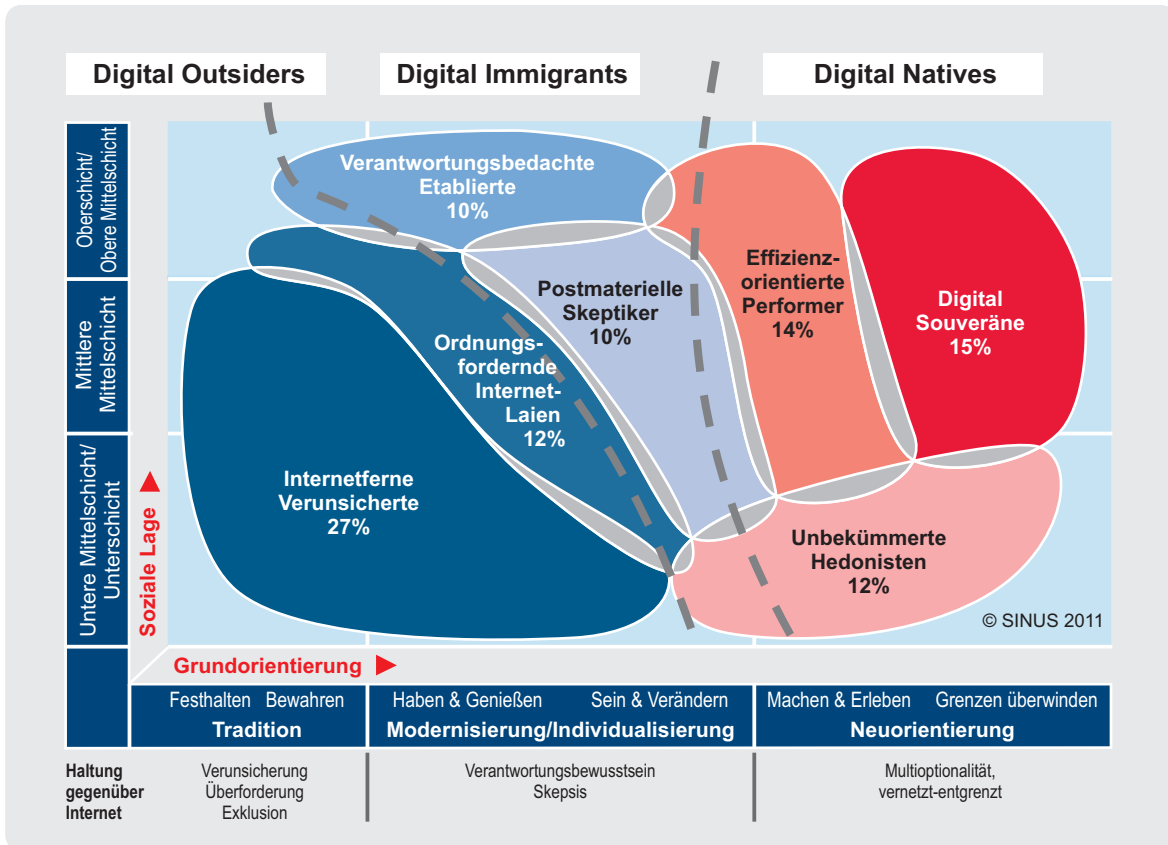 Digital Outsiders
Digital Immigrants
Digital Natives
Oberschicht/
Obere Mittelschicht
Mittlere
Mittelschicht
Untere Mittelschicht/
Unterschicht
Soziale Lage
Verantwortungsbedachte
Etablierte
10%
Postmaterielle
Skeptiker
10%
Effizienz-
orientierte
Performer
14%
Digital
Souveräne
15%
Ordnungs-
fordernde
Internet-
Laien
12%
Internetferne
Verunsicherte
27%
Unbekümmerte
Hedonisten
12%
© SINUS 2011
Grundorientierung
Festhalten Bewahren
Tradition
Haben & Genießen Sein & Verändern
Modernisierung/Individualisierung
Machen & Erleben Grenzen überwinden
Neuorientierung
Haltung
gegenüber
Internet
Verunsicherung
Überforderung
Exklusion
Verantwortungsbewusstsein
Skepsis
Multioptionalität,
vernetzt-entgrenzt